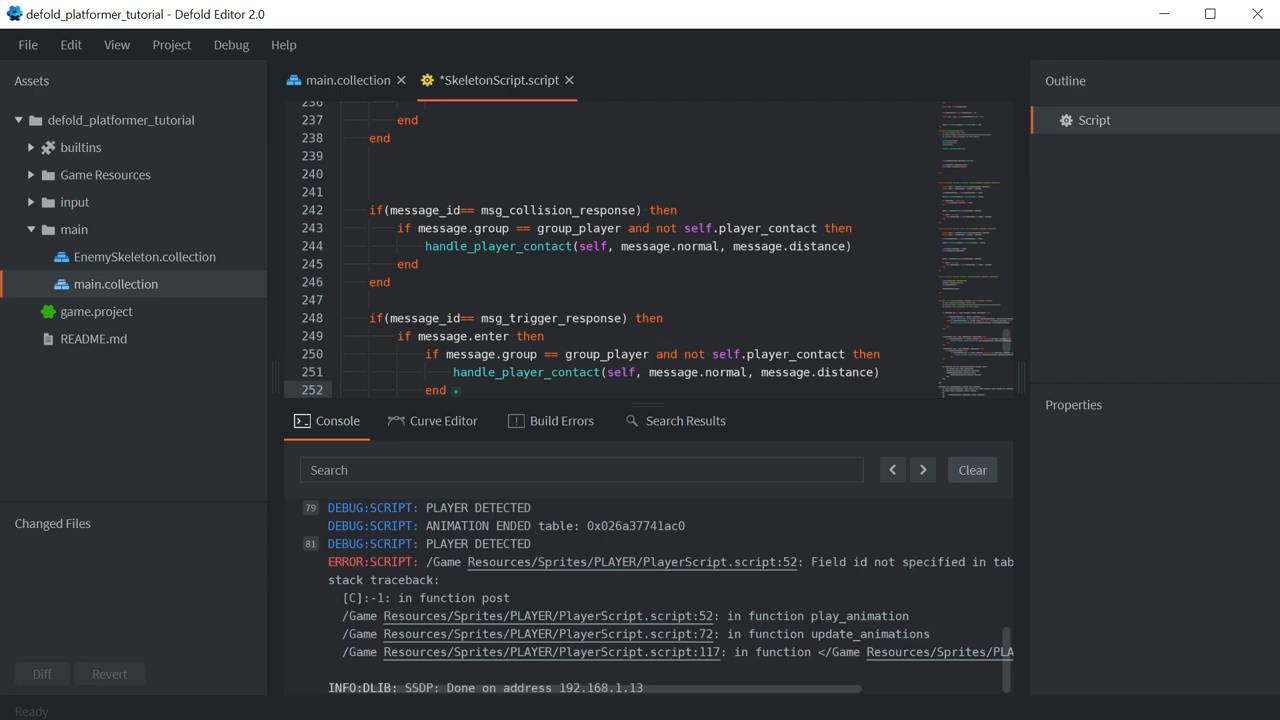 defold_platformer_tutorial - Defold Editor 2.0
File Edit View Project Debug Help
Assets
defold_platformer_tutorial
builtins
Game Resources
input
main
EnemySkeleton.collection
main.collection
game.project
README.md
Changed Files
Diff Revert
Ready
main.collection *SkeletonScript.script
236
237 end
238 end
239
240
241
242 if(message_id== msg_collision_response) then
243 if message.group == group_player and not self.player_contact then
244 handle_player_contact(self, message.normal, message.distance)
245 end
246 end
247
248 if(message_id== msg_trigger_response) then
249 if message.enter then
250 if message.group == group_player and not self.player_contact then
251 handle_player_contact(self, message.normal, message.distance)
252 end
Console Curve Editor Build Errors Search Results
Search Clear
79 DEBUG:SCRIPT: PLAYER DETECTED
DEBUG:SCRIPT: ANIMATION ENDED table: 0x026a37741ac0
81 DEBUG:SCRIPT: PLAYER DETECTED
ERROR:SCRIPT: /Game Resources/Sprites/PLAYER/PlayerScript.script:52: Field id not specified in tab
stack traceback:
[C]:-1: in function post
/Game Resources/Sprites/PLAYER/PlayerScript.script:52: in function play_animation
/Game Resources/Sprites/PLAYER/PlayerScript.script:72: in function update_animations
/Game Resources/Sprites/PLAYER/PlayerScript.script:117: in function </Game Resources/Sprites/PLA
INFO:DLIB: SSDP: Done on address 192.168.1.13
Outline
Script
Properties